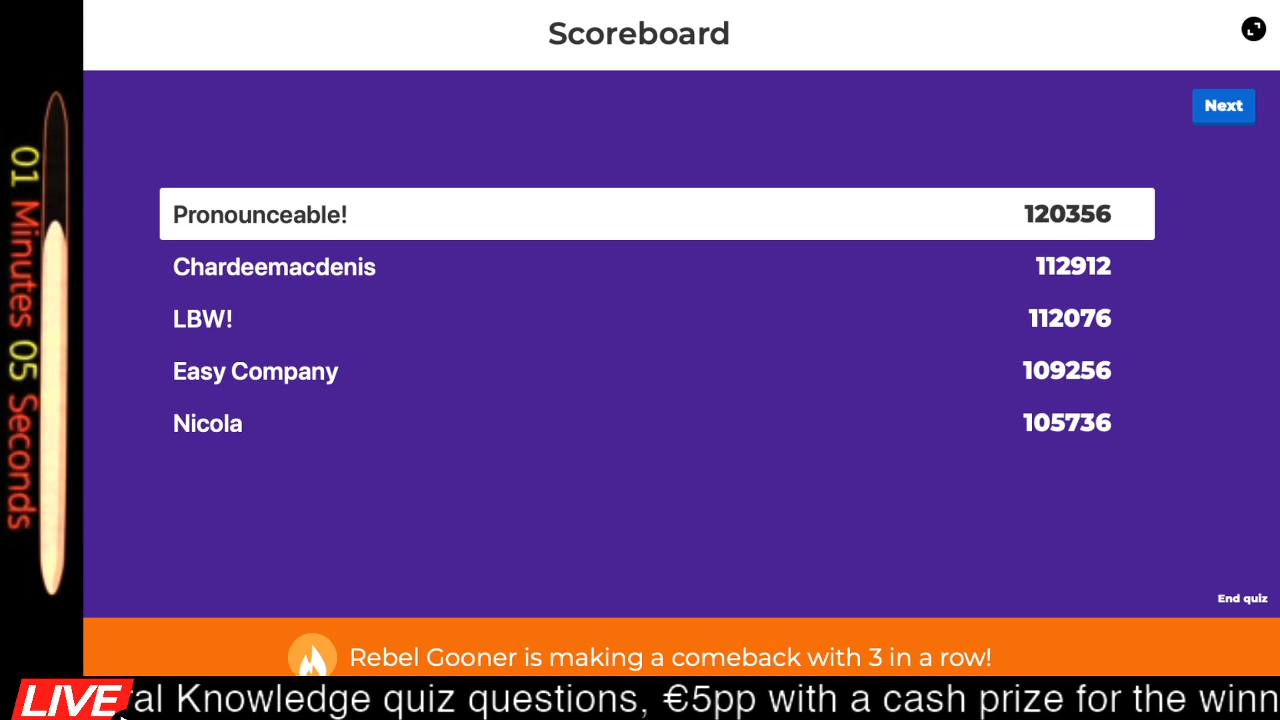 Scoreboard
Next
01 Minutes 05 Seconds
Pronounceable! 120356
Chardeemacdenis 112912
LBW! 112076
Easy Company 109256
Nicola 105736
End quiz
Rebel Gooner is making a comeback with 3 in a row!
LIVE al Knowledge quiz questions, €5pp with a cash prize for the winn